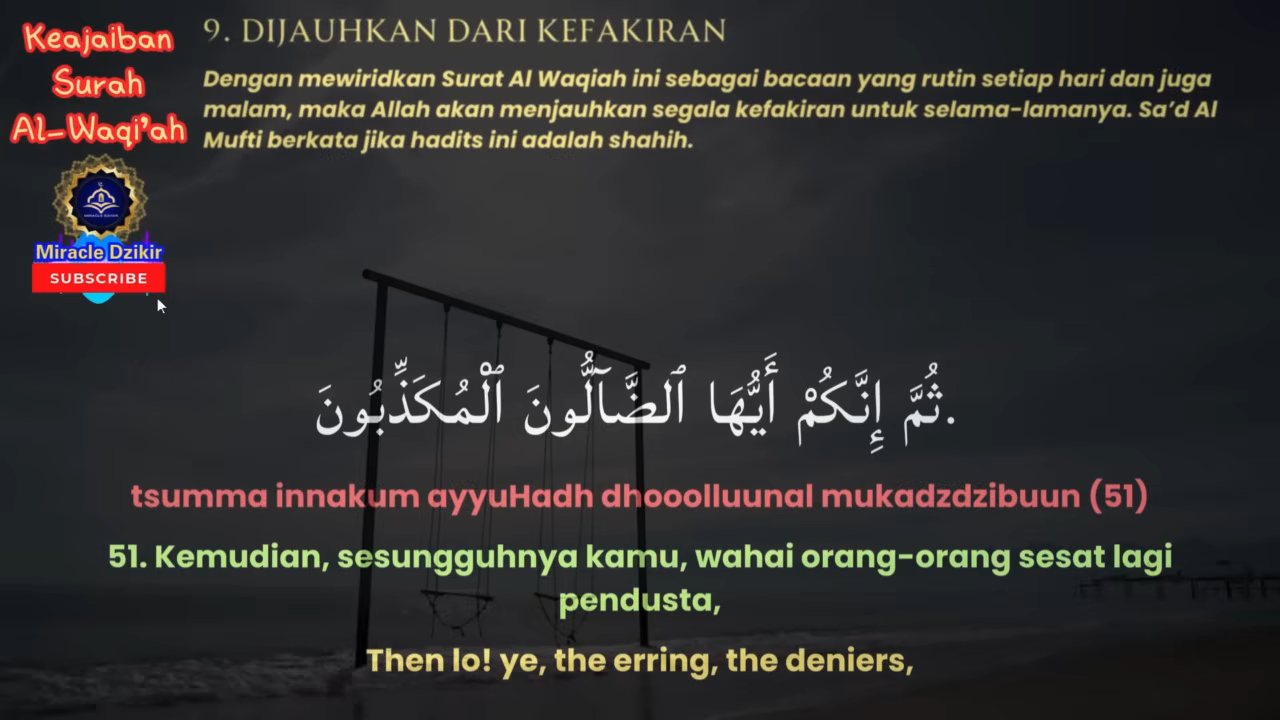 Keajaiban
Surah
Al-Waqi'ah
Miracle Dzikir
SUBSCRIBE
9. DIJAUHKAN DARI KEFAKIRAN
Dengan mewiridkan Surat Al Waqiah ini sebagai bacaan yang rutin setiap hari dan juga
malam, maka Allah akan menjauhkan segala kefakiran untuk selama-lamanya. Sa’d Al
Mufti berkata jika hadits ini adalah shahih.
ثُمَّ إِنَّكُمْ أَيُّهَا ٱلضَّآلُّونَ ٱلْمُكَذِّبُونَ.
tsumma innakum ayyuHadh dhooolluunal mukadzdzibuun (51)
51. Kemudian, sesungguhnya kamu, wahai orang-orang sesat lagi
pendusta,
Then lo! ye, the erring, the deniers,